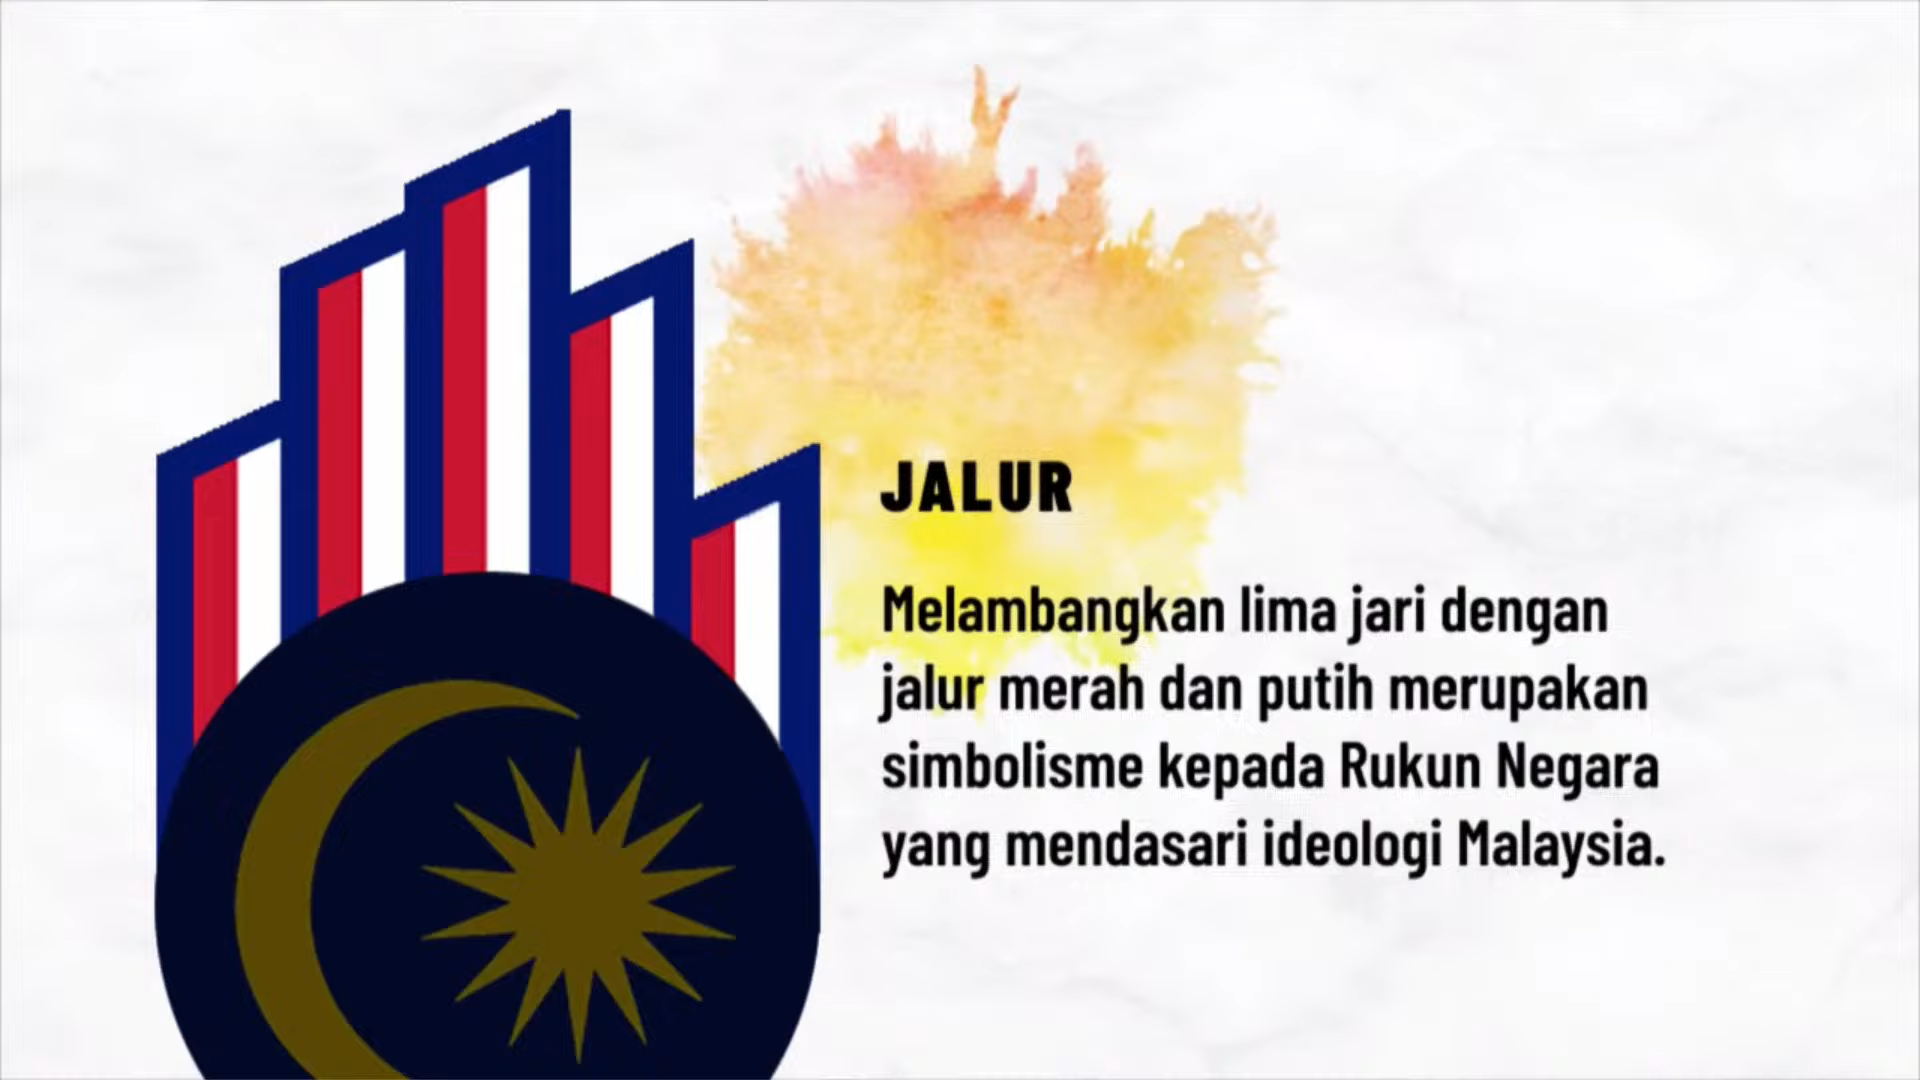 JALUR
Melambangkan lima jari dengan
jalur merah dan putih merupakan
simbolisme kepada Rukun Negara
yang mendasari ideologi Malaysia.